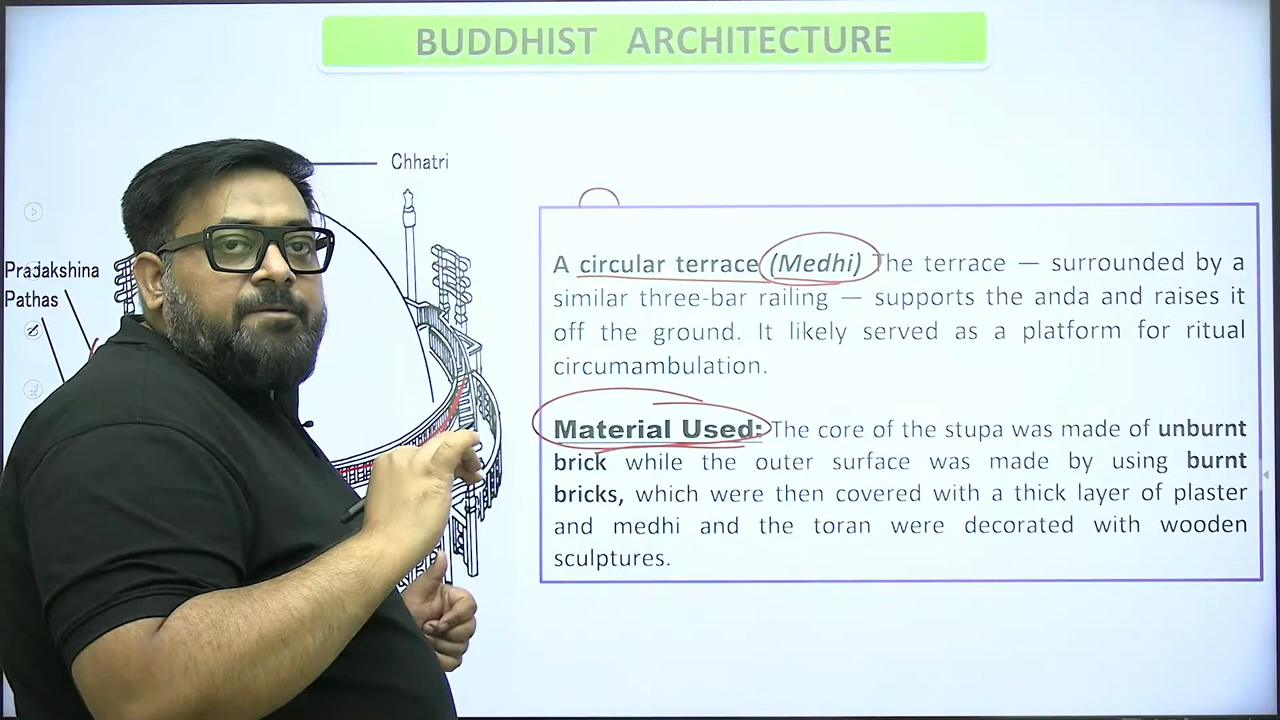 BUDDHIST ARCHITECTURE
Chhatri
Pradakshina
Pathas
A circular terrace (Medhi) The terrace — surrounded by a
similar three-bar railing — supports the anda and raises it
off the ground. It likely served as a platform for ritual
circumambulation.
Material Used: The core of the stupa was made of unburnt
brick while the outer surface was made by using burnt
bricks, which were then covered with a thick layer of plaster
and medhi and the toran were decorated with wooden
sculptures.